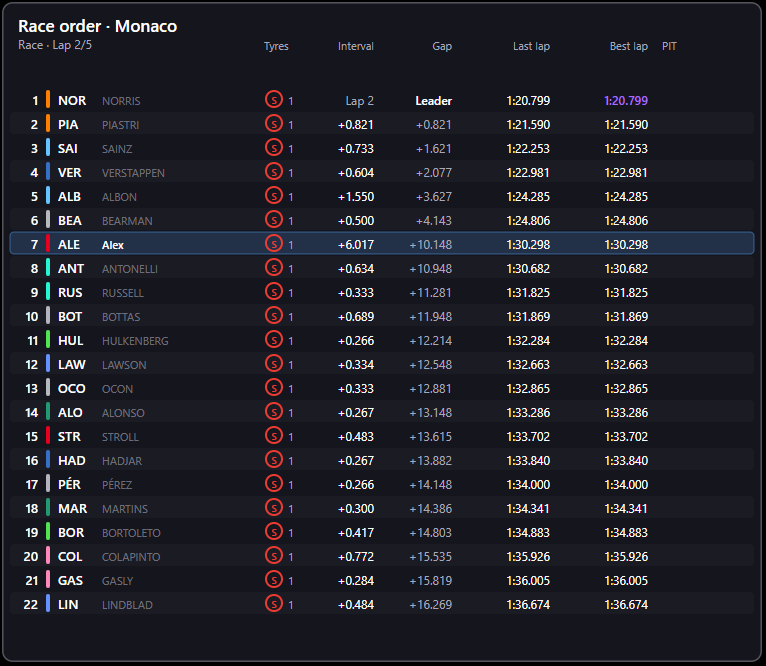 Race order · Monaco
Race · Lap 2/5 Tyres Interval Gap Last lap Best lap PIT
1 NOR NORRIS S 1 Lap 2 Leader 1:20.799 1:20.799
2 PIA PIASTRI S 1 +0.821 +0.821 1:21.590 1:21.590
3 SAI SAINZ S 1 +0.733 +1.621 1:22.253 1:22.253
4 VER VERSTAPPEN S 1 +0.604 +2.077 1:22.981 1:22.981
5 ALB ALBON S 1 +1.550 +3.627 1:24.285 1:24.285
6 BEA BEARMAN S 1 +0.500 +4.143 1:24.806 1:24.806
7 ALE Alex S 1 +6.017 +10.148 1:30.298 1:30.298
8 ANT ANTONELLI S 1 +0.634 +10.948 1:30.682 1:30.682
9 RUS RUSSELL S 1 +0.333 +11.281 1:31.825 1:31.825
10 BOT BOTTAS S 1 +0.689 +11.948 1:31.869 1:31.869
11 HUL HULKENBERG S 1 +0.266 +12.214 1:32.284 1:32.284
12 LAW LAWSON S 1 +0.334 +12.548 1:32.663 1:32.663
13 OCO OCON S 1 +0.333 +12.881 1:32.865 1:32.865
14 ALO ALONSO S 1 +0.267 +13.148 1:33.286 1:33.286
15 STR STROLL S 1 +0.483 +13.615 1:33.702 1:33.702
16 HAD HADJAR S 1 +0.267 +13.882 1:33.840 1:33.840
17 PÉR PÉREZ S 1 +0.266 +14.148 1:34.000 1:34.000
18 MAR MARTINS S 1 +0.300 +14.386 1:34.341 1:34.341
19 BOR BORTOLETO S 1 +0.417 +14.803 1:34.883 1:34.883
20 COL COLAPINTO S 1 +0.772 +15.535 1:35.926 1:35.926
21 GAS GASLY S 1 +0.284 +15.819 1:36.005 1:36.005
22 LIN LINDBLAD S 1 +0.484 +16.269 1:36.674 1:36.674